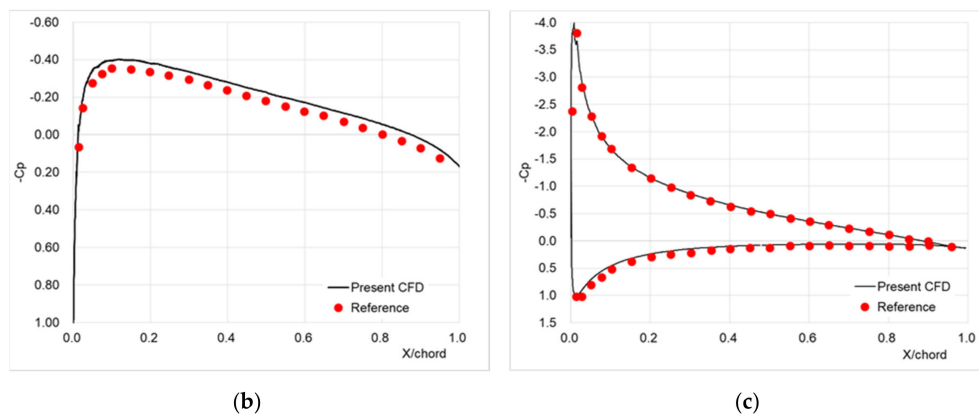 -0.60
-0.40
-0.20
0.00
0.20
0.40
0.60
0.80
1.00
-Cp
0.0 0.2 0.4 0.6 0.8 1.0
X/chord
Present CFD
Reference
(b)
-4.0
-3.5
-3.0
-2.5
-2.0
-1.5
-1.0
-0.5
0.0
0.5
1.0
1.5
-Cp
0.0 0.2 0.4 0.6 0.8 1.0
X/chord
Present CFD
Reference
(c)